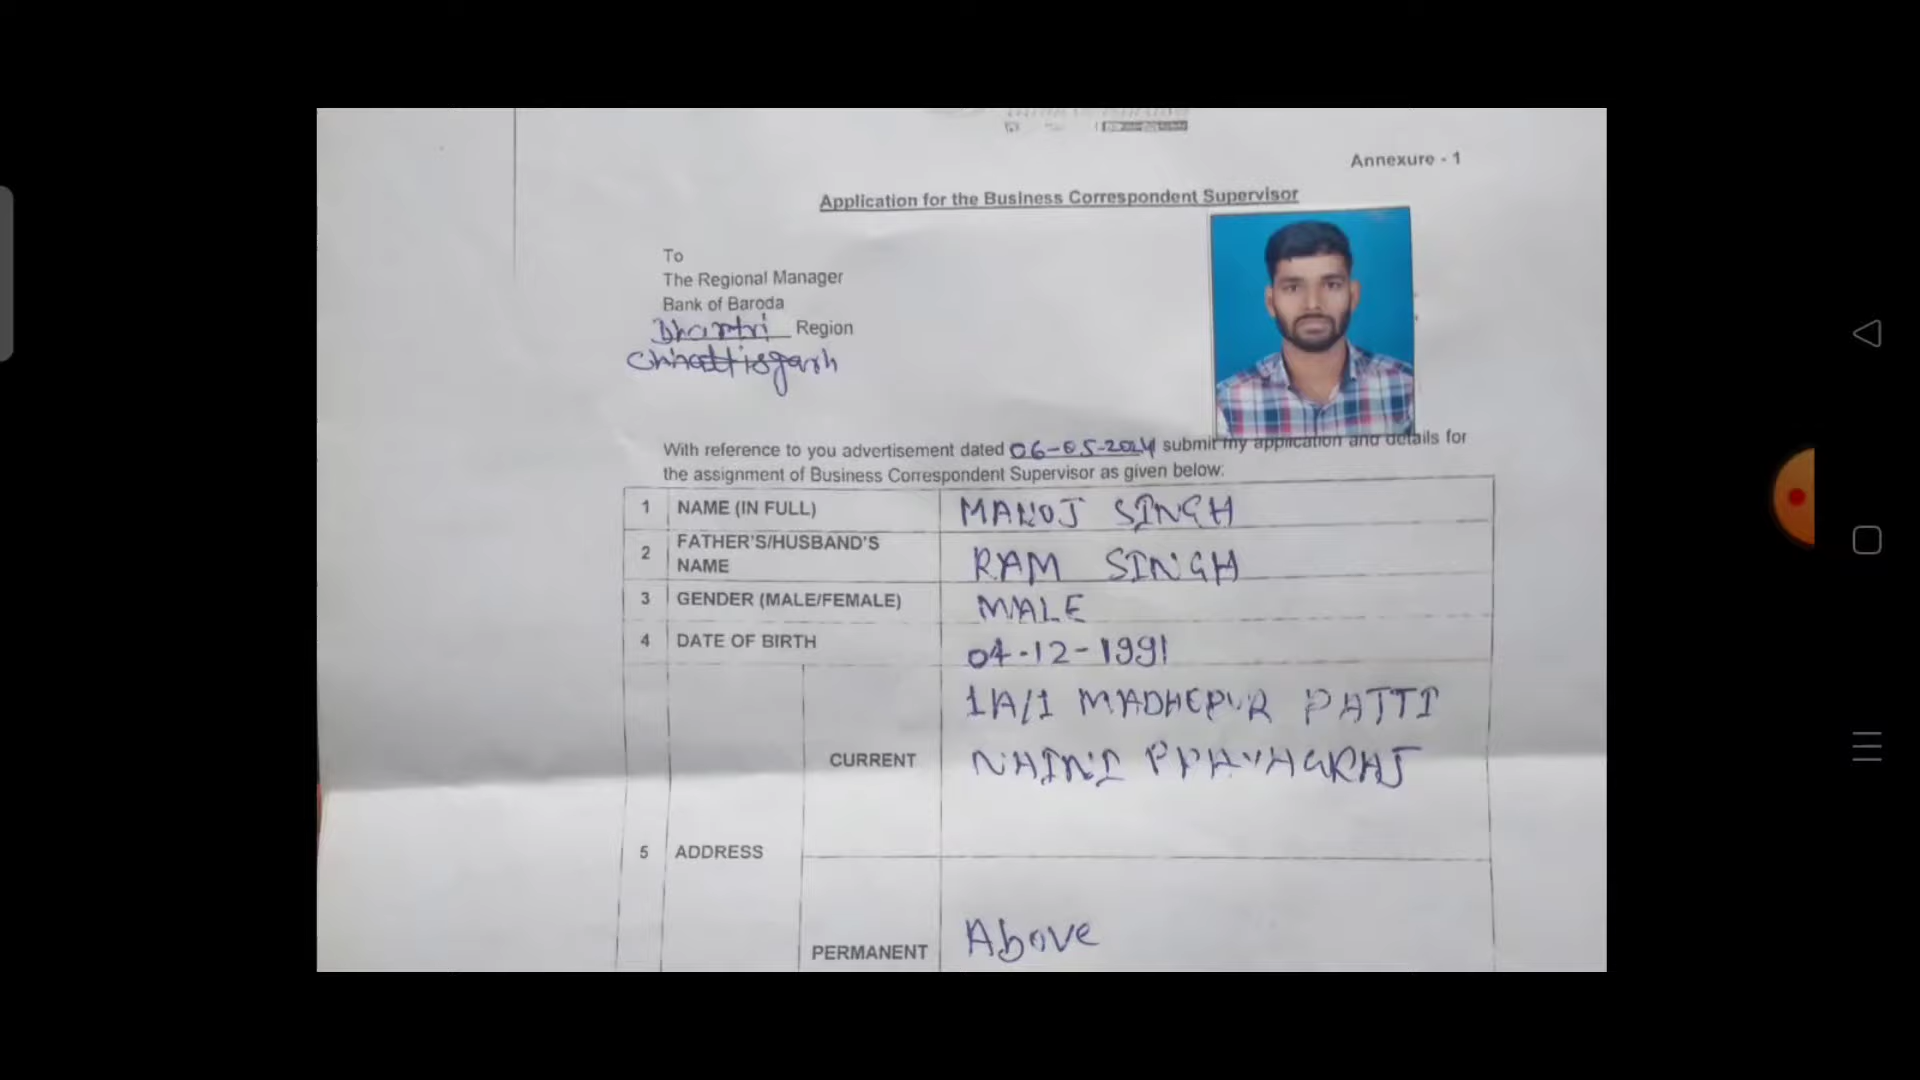 Annexure - 1
Application for the Business Correspondent Supervisor
To
The Regional Manager
Bank of Baroda
Dhamtri Region
Chhattisgarh
With reference to you advertisement dated 06-05-2024 submit my application and details for
the assignment of Business Correspondent Supervisor as given below:
1 NAME (IN FULL) MANOJ SINGH
2 FATHER'S/HUSBAND'S NAME RAM SINGH
3 GENDER (MALE/FEMALE) MALE
4 DATE OF BIRTH 04-12-1991
5 ADDRESS
CURRENT
1A/1 MADHEPUR PATTI
NAINI PRAYAGRAJ
PERMANENT Above